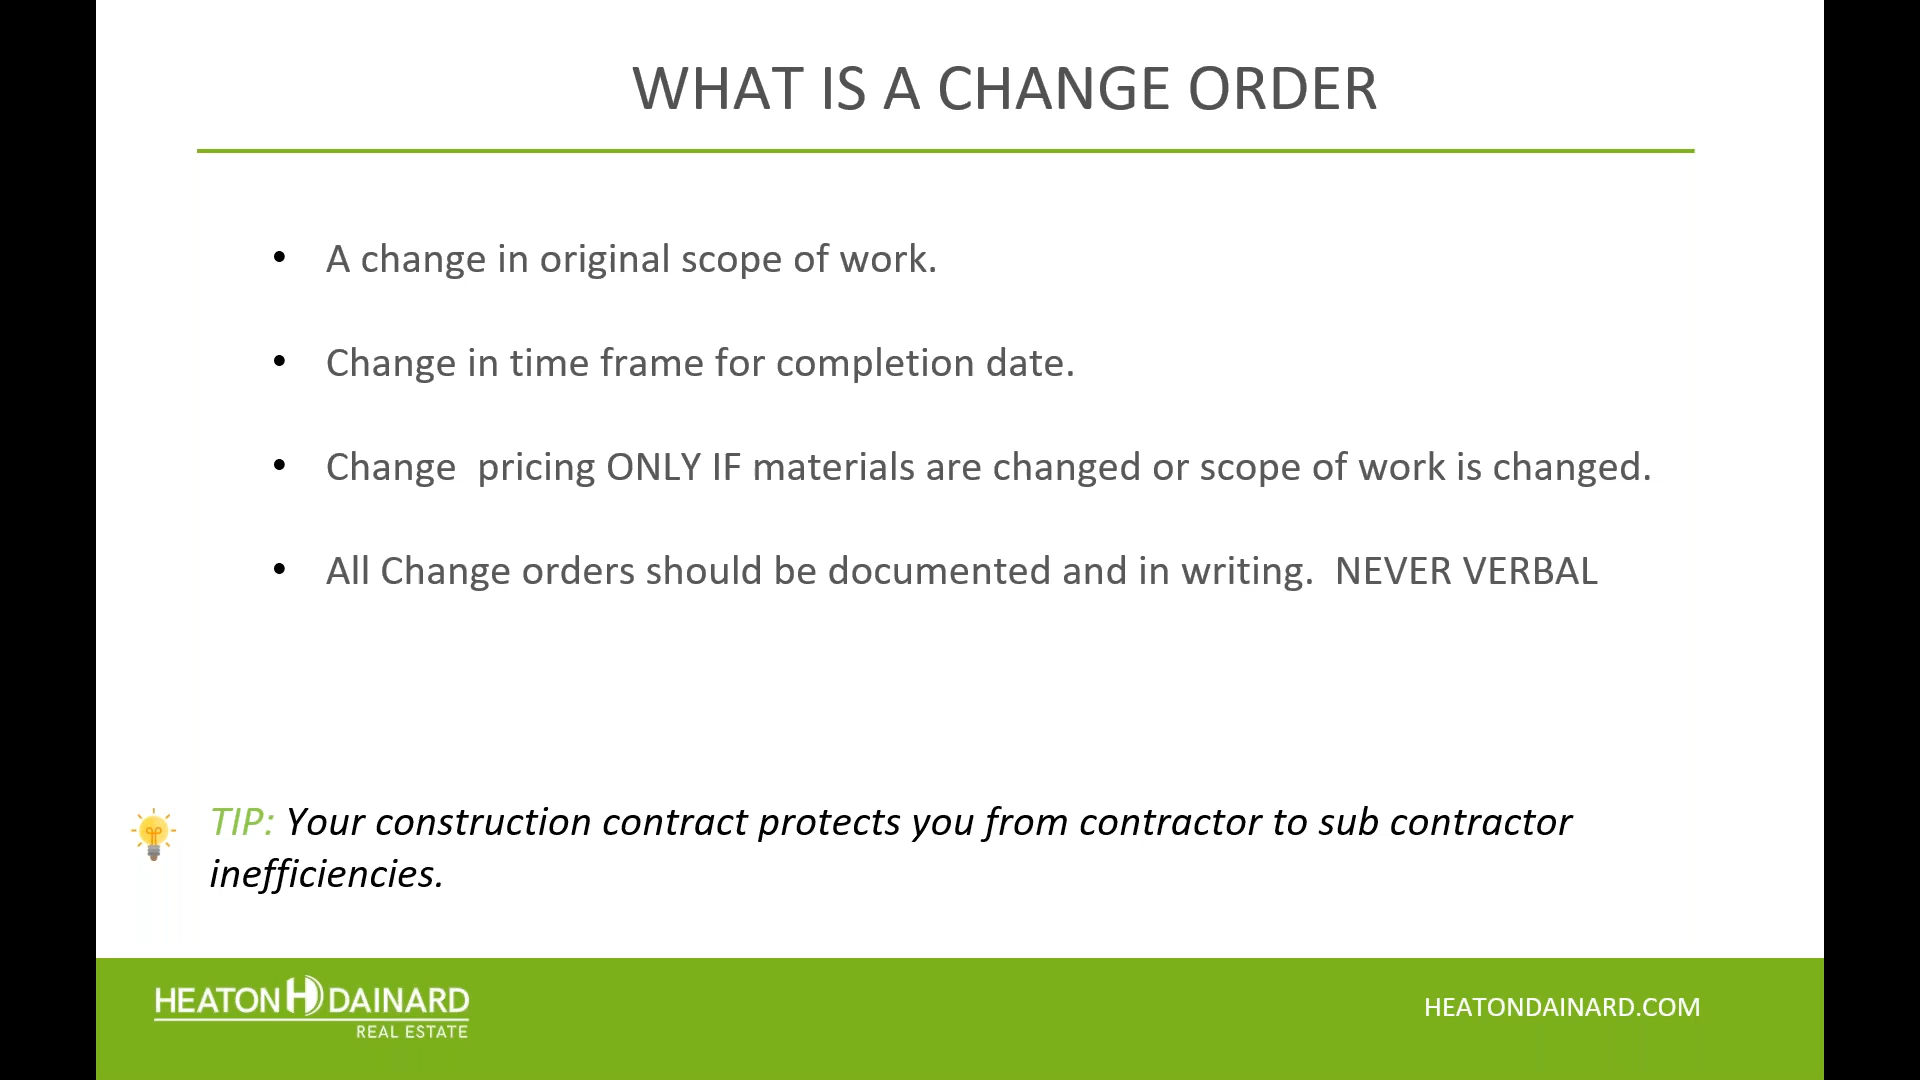 WHAT IS A CHANGE ORDER
• A change in original scope of work.
• Change in time frame for completion date.
• Change  pricing ONLY IF materials are changed or scope of work is changed.
• All Change orders should be documented and in writing.  NEVER VERBAL
TIP: Your construction contract protects you from contractor to sub contractor
inefficiencies.
HEATON DAINARD
REAL ESTATE
HEATONDAINARD.COM